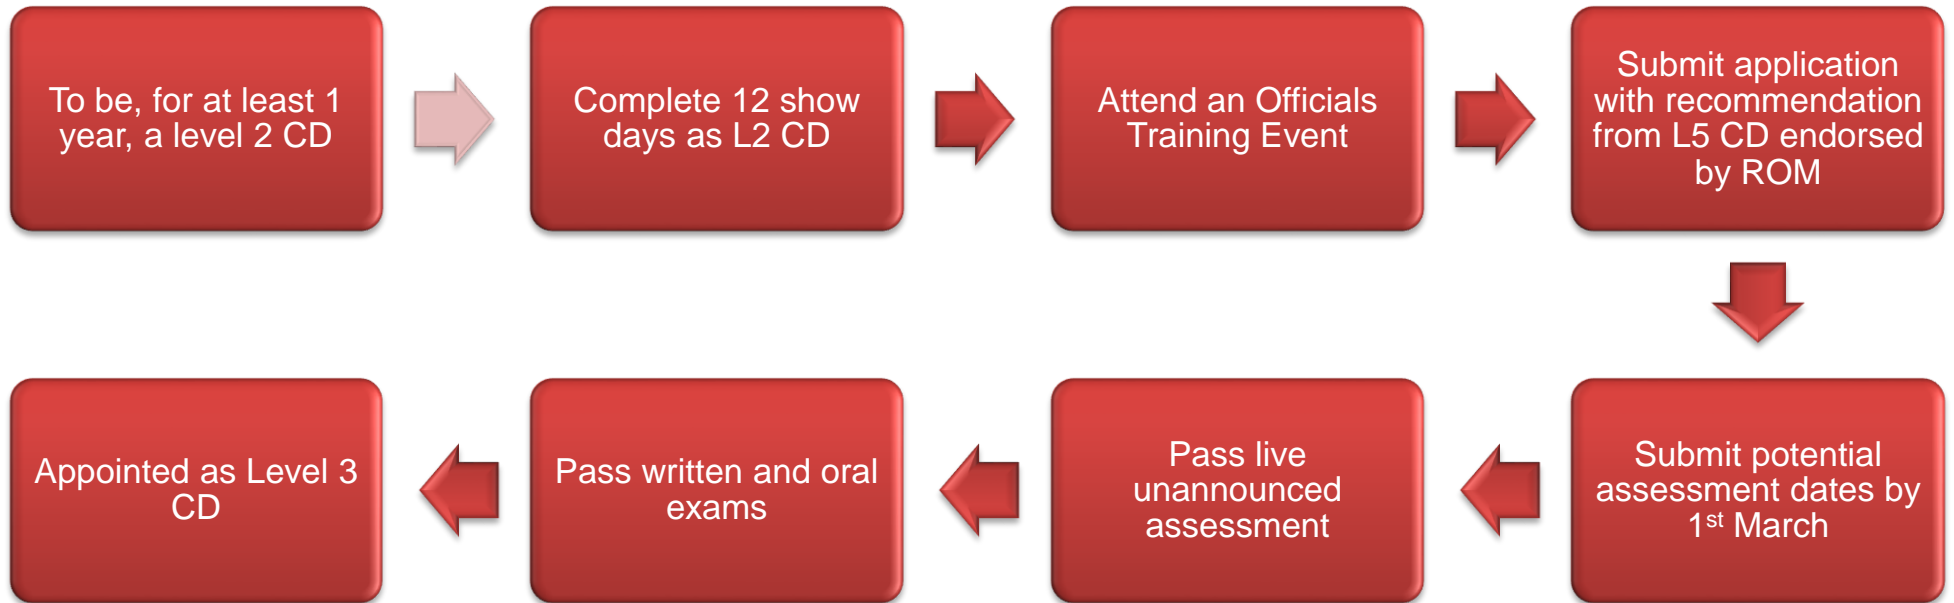 To be, for at least 1
year, a level 2 CD
Complete 12 show
days as L2 CD
Attend an Officials
Training Event
Submit application
with recommendation
from L5 CD endorsed
by ROM
Submit potential
assessment dates by
1st March
Pass live
unannounced
assessment
Pass written and oral
exams
Appointed as Level 3
CD